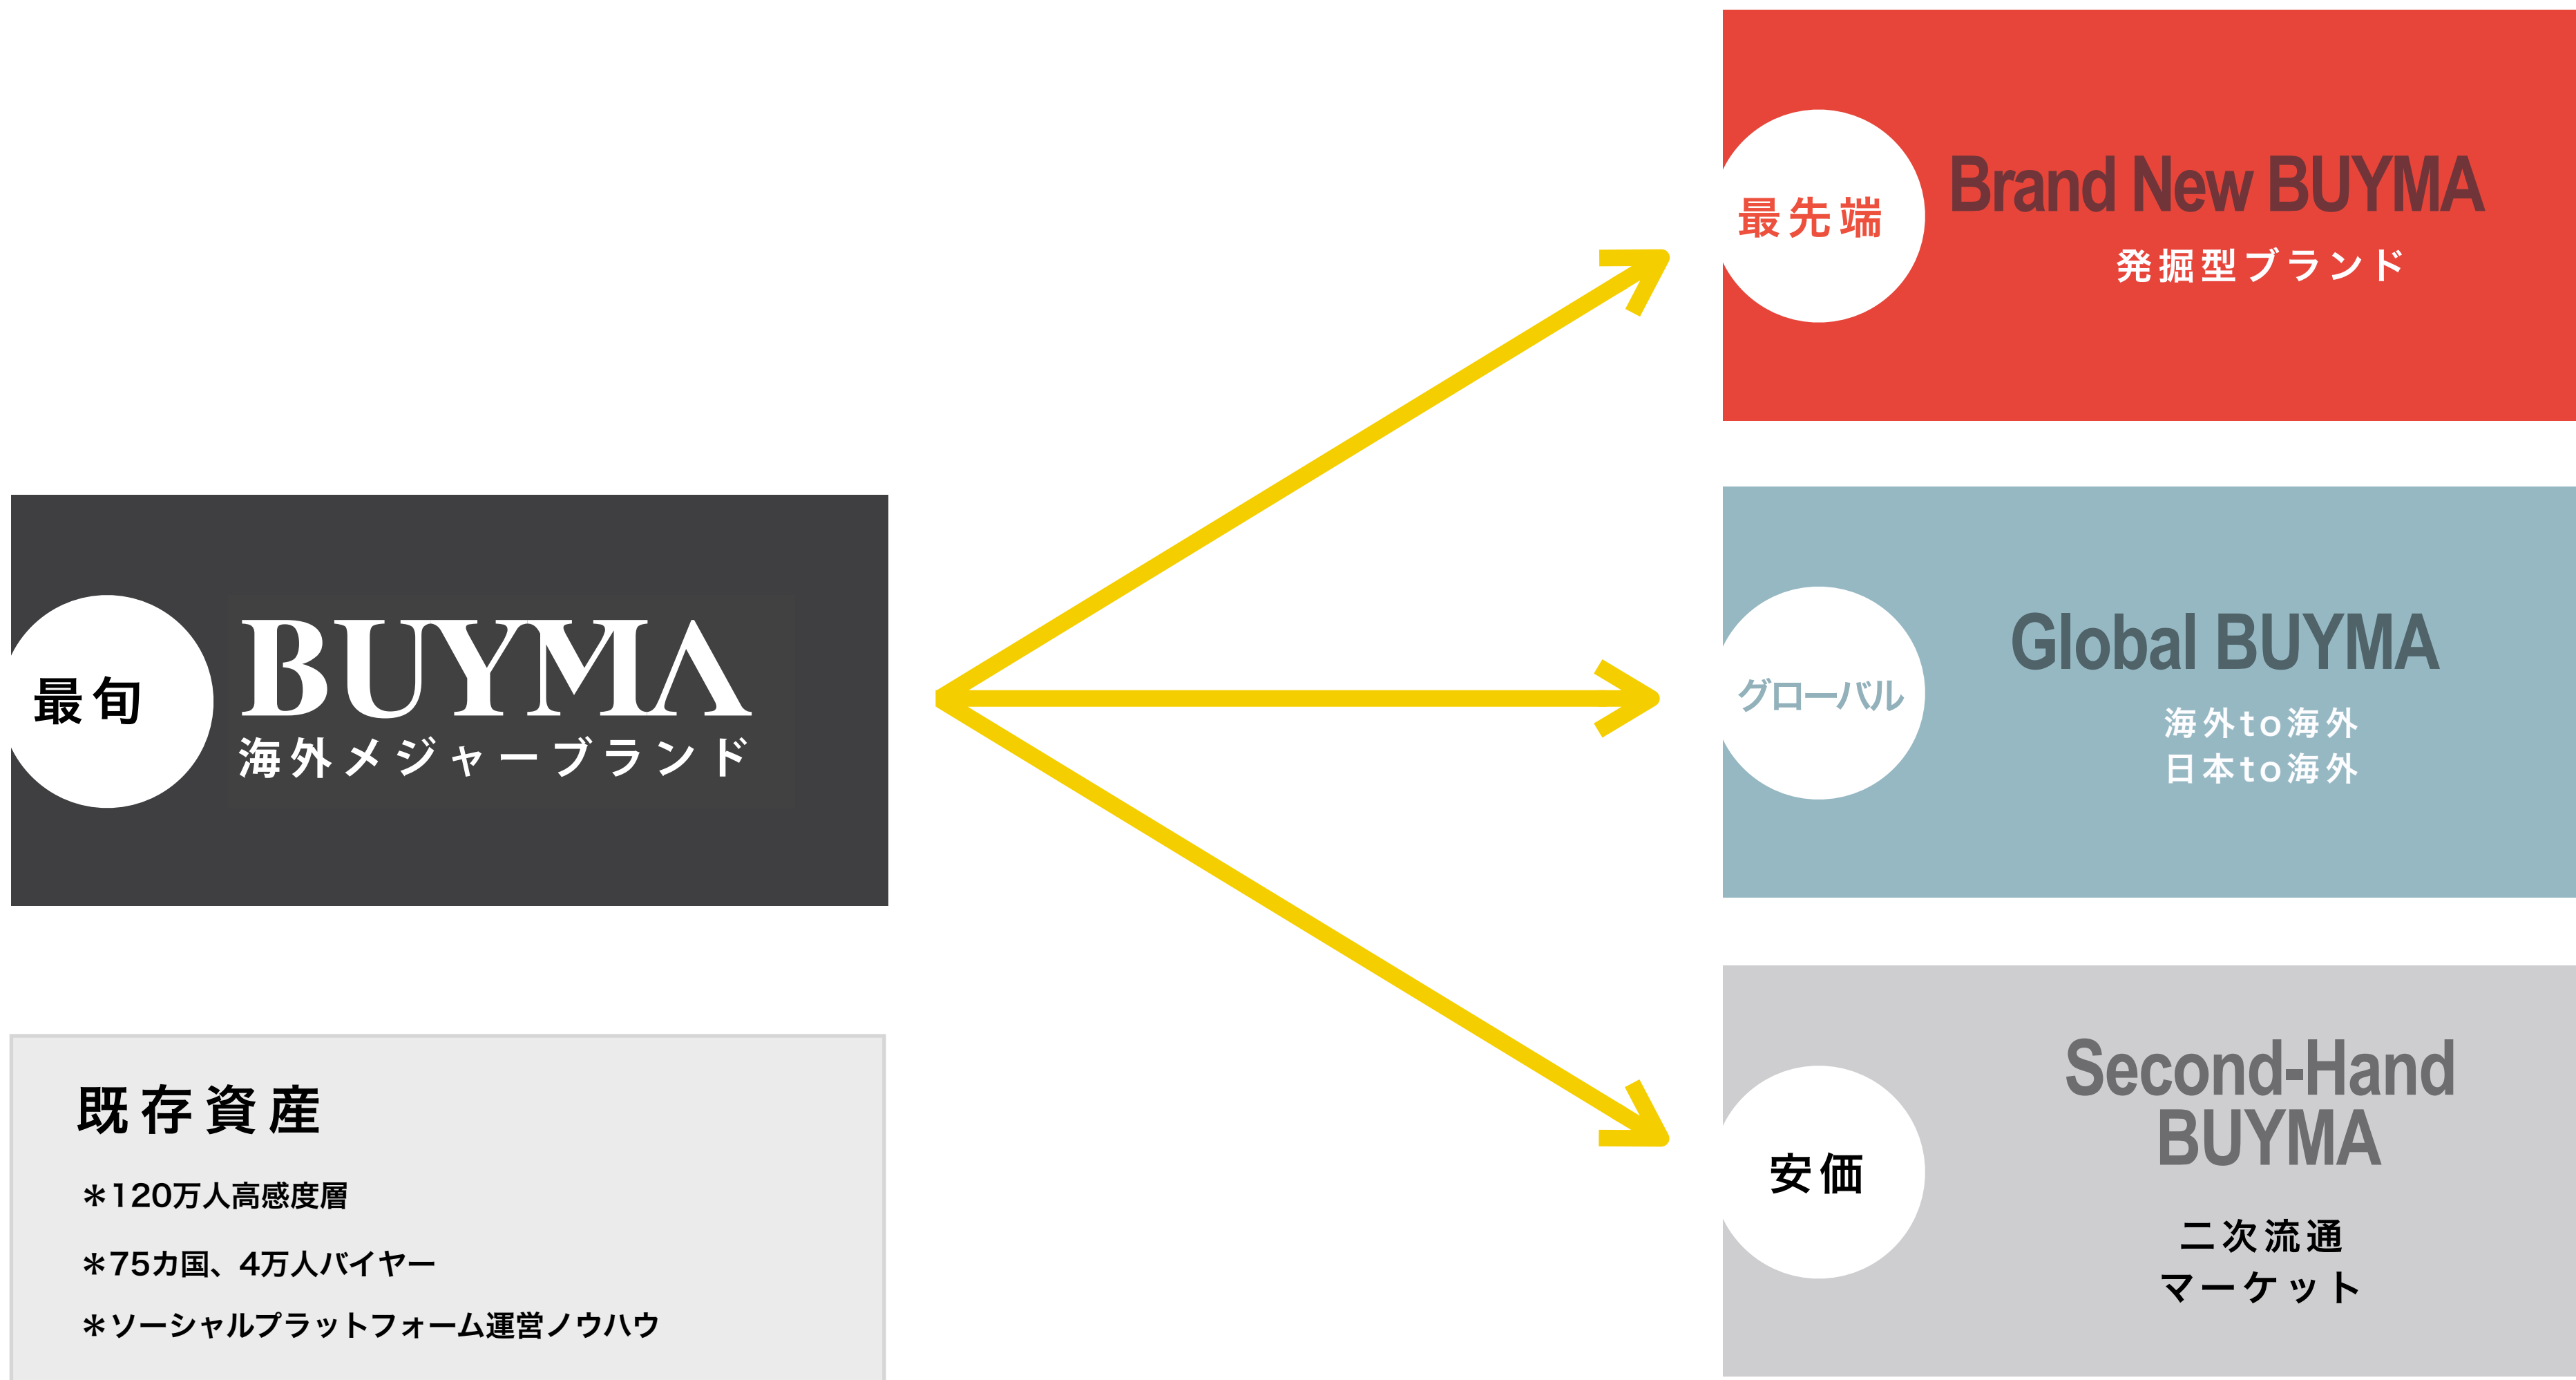 最旬
BUYMA
海外メジャーブランド
既存資産
＊120万人高感度層
＊75カ国、4万人バイヤー
＊ソーシャルプラットフォーム運営ノウハウ
最先端
Brand New BUYMA
発掘型ブランド
グローバル
Global BUYMA
海外to海外
日本to海外
安価
Second-Hand
BUYMA
二次流通
マーケット